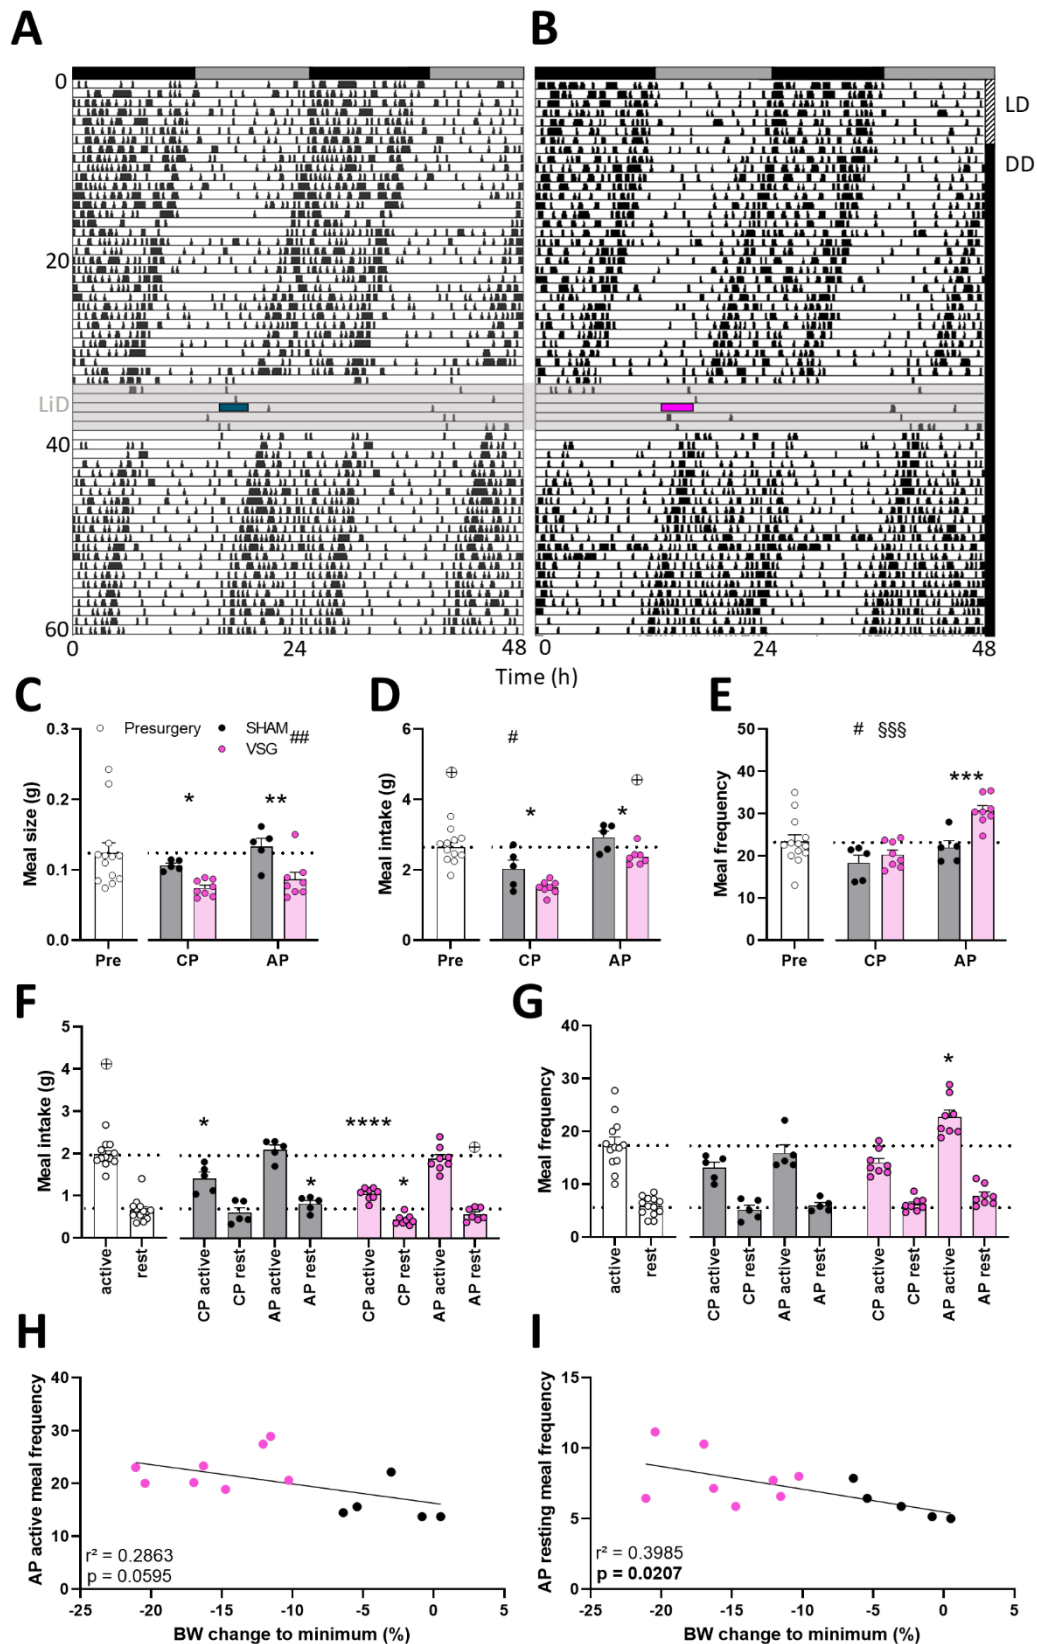 A
B
0
20
LiD
40
60
LD
DD
0
24
48
0
24
48
Time (h)
C
D
E
Presurgery
SHAM
VSG
Meal size (g)
0.3
0.2
0.1
0.0
##
*
**
Pre
CP
AP
Meal intake (g)
6
4
2
0
#
*
*
Pre
CP
AP
Meal frequency
50
40
30
20
10
0
# §§§
***
Pre
CP
AP
F
G
Meal intake (g)
5
4
3
2
1
0
*
*
****
*
active
rest
CP active
CP rest
AP active
AP rest
CP active
CP rest
AP active
AP rest
Meal frequency
40
30
20
10
0
*
active
rest
CP active
CP rest
AP active
AP rest
CP active
CP rest
AP active
AP rest
H
I
AP active meal frequency
40
30
20
10
0
r² = 0.2863
p = 0.0595
-25
-20
-15
-10
-5
0
5
BW change to minimum (%)
AP resting meal frequency
15
10
5
0
r² = 0.3985
p = 0.0207
-25
-20
-15
-10
-5
0
5
BW change to minimum (%)